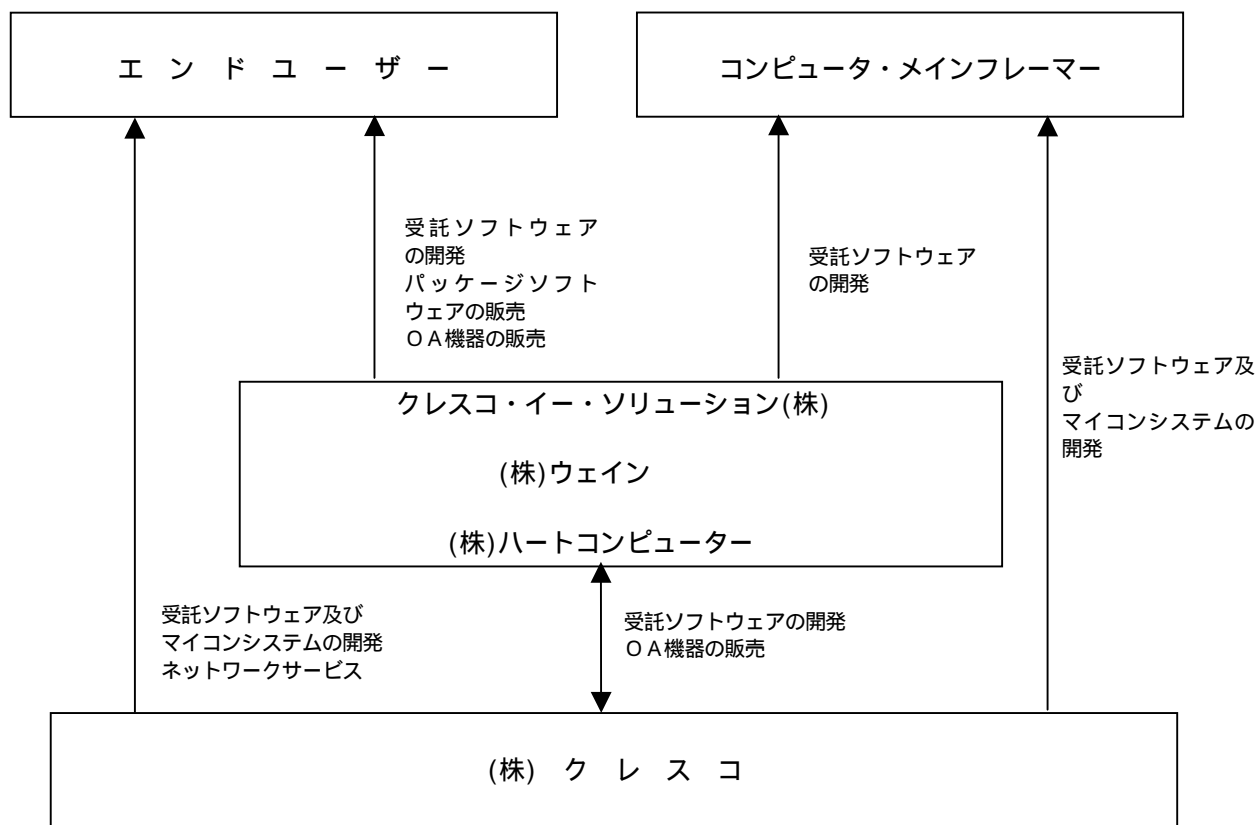 エ ン ド ユ ー ザ ー
コンピュータ・メインフレーマー
受託ソフトウェア
の開発
パッケージソフト
ウェアの販売
ＯＡ機器の販売
受託ソフトウェア
の開発
受託ソフトウェア及
び
マイコンシステムの
開発
クレスコ・イー・ソリューション(株)
(株)ウェイン
(株)ハートコンピューター
受託ソフトウェア及び
マイコンシステムの開発
ネットワークサービス
受託ソフトウェアの開発
ＯＡ機器の販売
(株) ク レ ス コ